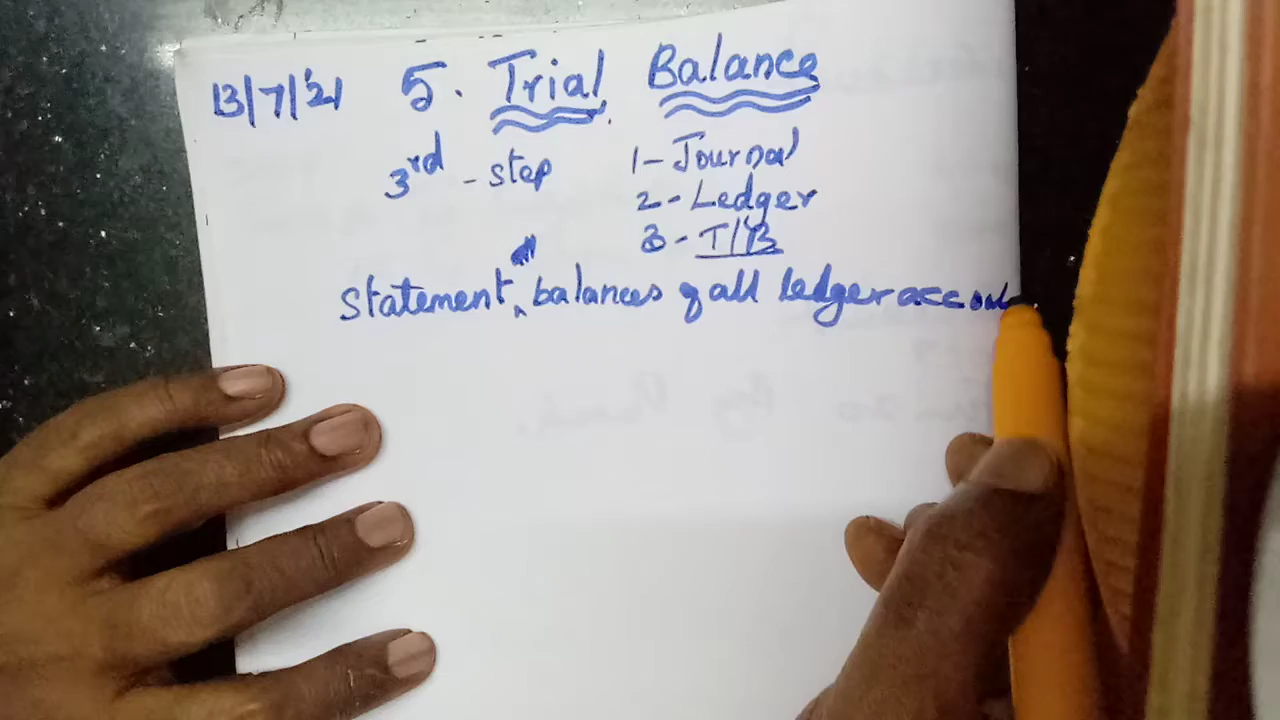 13/7/'21 5. Trial Balance
3rd - step 1 - Journal
2 - Ledger
3 - T/B
Statement ^ balances of all ledger accou